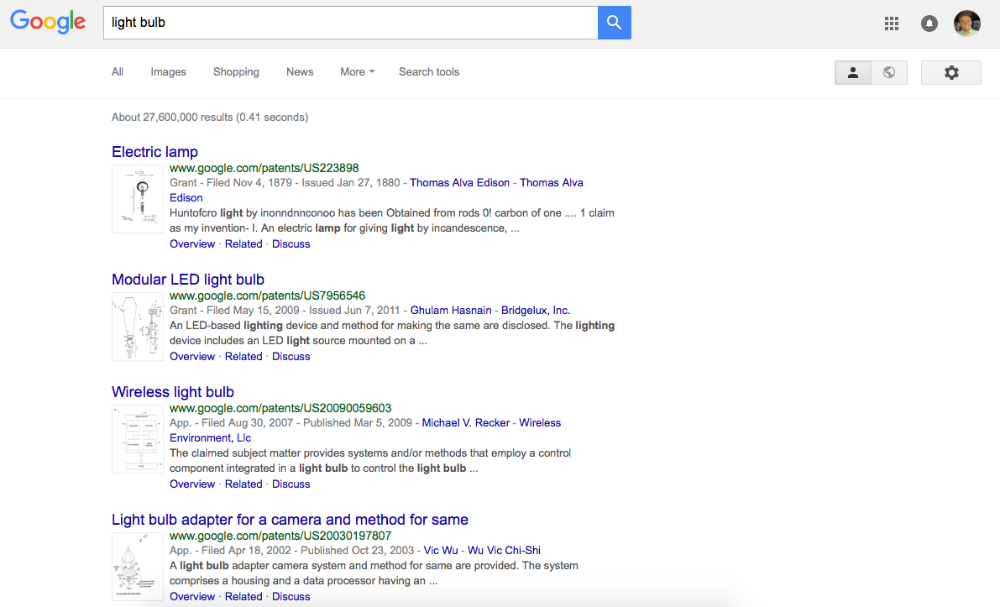 Google
light bulb
All Images Shopping News More Search tools
About 27,600,000 results (0.41 seconds)
Electric lamp
www.google.com/patents/US223898
Grant - Filed Nov 4, 1879 - Issued Jan 27, 1880 - Thomas Alva Edison - Thomas Alva
Edison
Huntofcro light by inonndnnconoo has been Obtained from rods 0! carbon of one .... 1 claim
as my invention- I. An electric lamp for giving light by incandescence, ...
Overview · Related · Discuss
Modular LED light bulb
www.google.com/patents/US7956546
Grant - Filed May 15, 2009 - Issued Jun 7, 2011 - Ghulam Hasnain - Bridgelux, Inc.
An LED-based lighting device and method for making the same are disclosed. The lighting
device includes an LED light source mounted on a ...
Overview · Related · Discuss
Wireless light bulb
www.google.com/patents/US20090059603
App. - Filed Aug 30, 2007 - Published Mar 5, 2009 - Michael V. Recker - Wireless
Environment, Llc
The claimed subject matter provides systems and/or methods that employ a control
component integrated in a light bulb to control the light bulb ...
Overview · Related · Discuss
Light bulb adapter for a camera and method for same
www.google.com/patents/US20030197807
App. - Filed Apr 18, 2002 - Published Oct 23, 2003 - Vic Wu - Wu Vic Chi-Shi
A light bulb adapter camera system and method for same are provided. The system
comprises a housing and a data processor having an ...
Overview · Related · Discuss